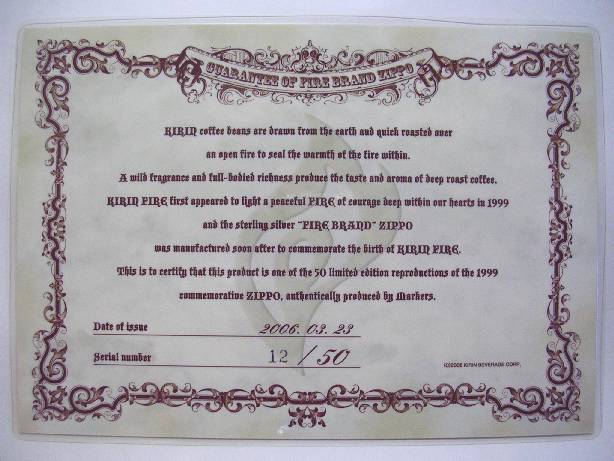 GUARANTEE OF FIRE BRAND ZIPPO
KIRIN coffee beans are drawn from the earth and quick roasted over
an open fire to seal the warmth of the fire within.
A wild fragrance and full-bodied richness produce the taste and aroma of deep roast coffee.
KIRIN FIRE first appeared to light a peaceful FIRE of courage deep within our hearts in 1999
and the sterling silver "FIRE BRAND" ZIPPO
was manufactured soon after to commemorate the birth of KIRIN FIRE.
This is to certify that this product is one of the 50 limited edition reproductions of the 1999
commemorative ZIPPO, authentically produced by Markers.
Date of issue 2006. 03. 23
Serial number 12 / 50
(C)2006 KIRIN BEVERAGE CORP.